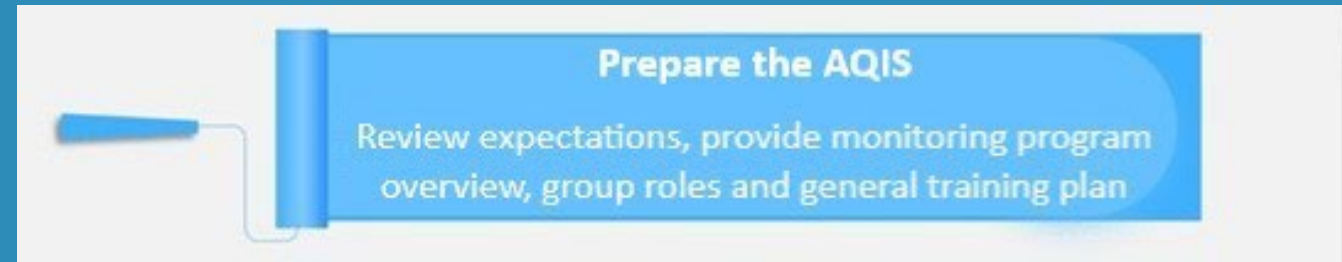 Prepare the AQIS
Review expectations, provide monitoring program
overview, group roles and general training plan